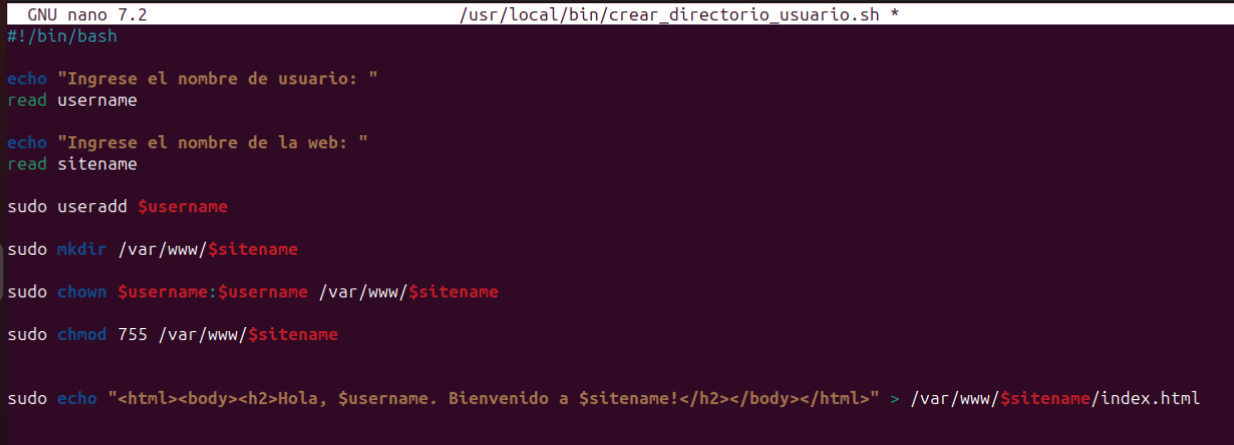 GNU nano 7.2 /usr/local/bin/crear_directorio_usuario.sh *
#!/bin/bash
echo "Ingrese el nombre de usuario: "
read username
echo "Ingrese el nombre de la web: "
read sitename
sudo useradd $username
sudo mkdir /var/www/$sitename
sudo chown $username:$username /var/www/$sitename
sudo chmod 755 /var/www/$sitename
sudo echo "<html><body><h2>Hola, $username. Bienvenido a $sitename!</h2></body></html>" > /var/www/$sitename/index.html